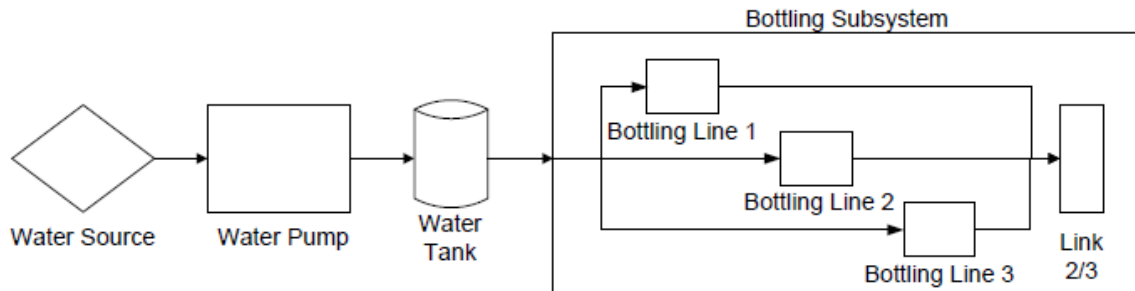 Bottling Subsystem
Bottling Line 1
Bottling Line 2
Bottling Line 3
Water Source
Water Pump
Water
Tank
Link
2/3